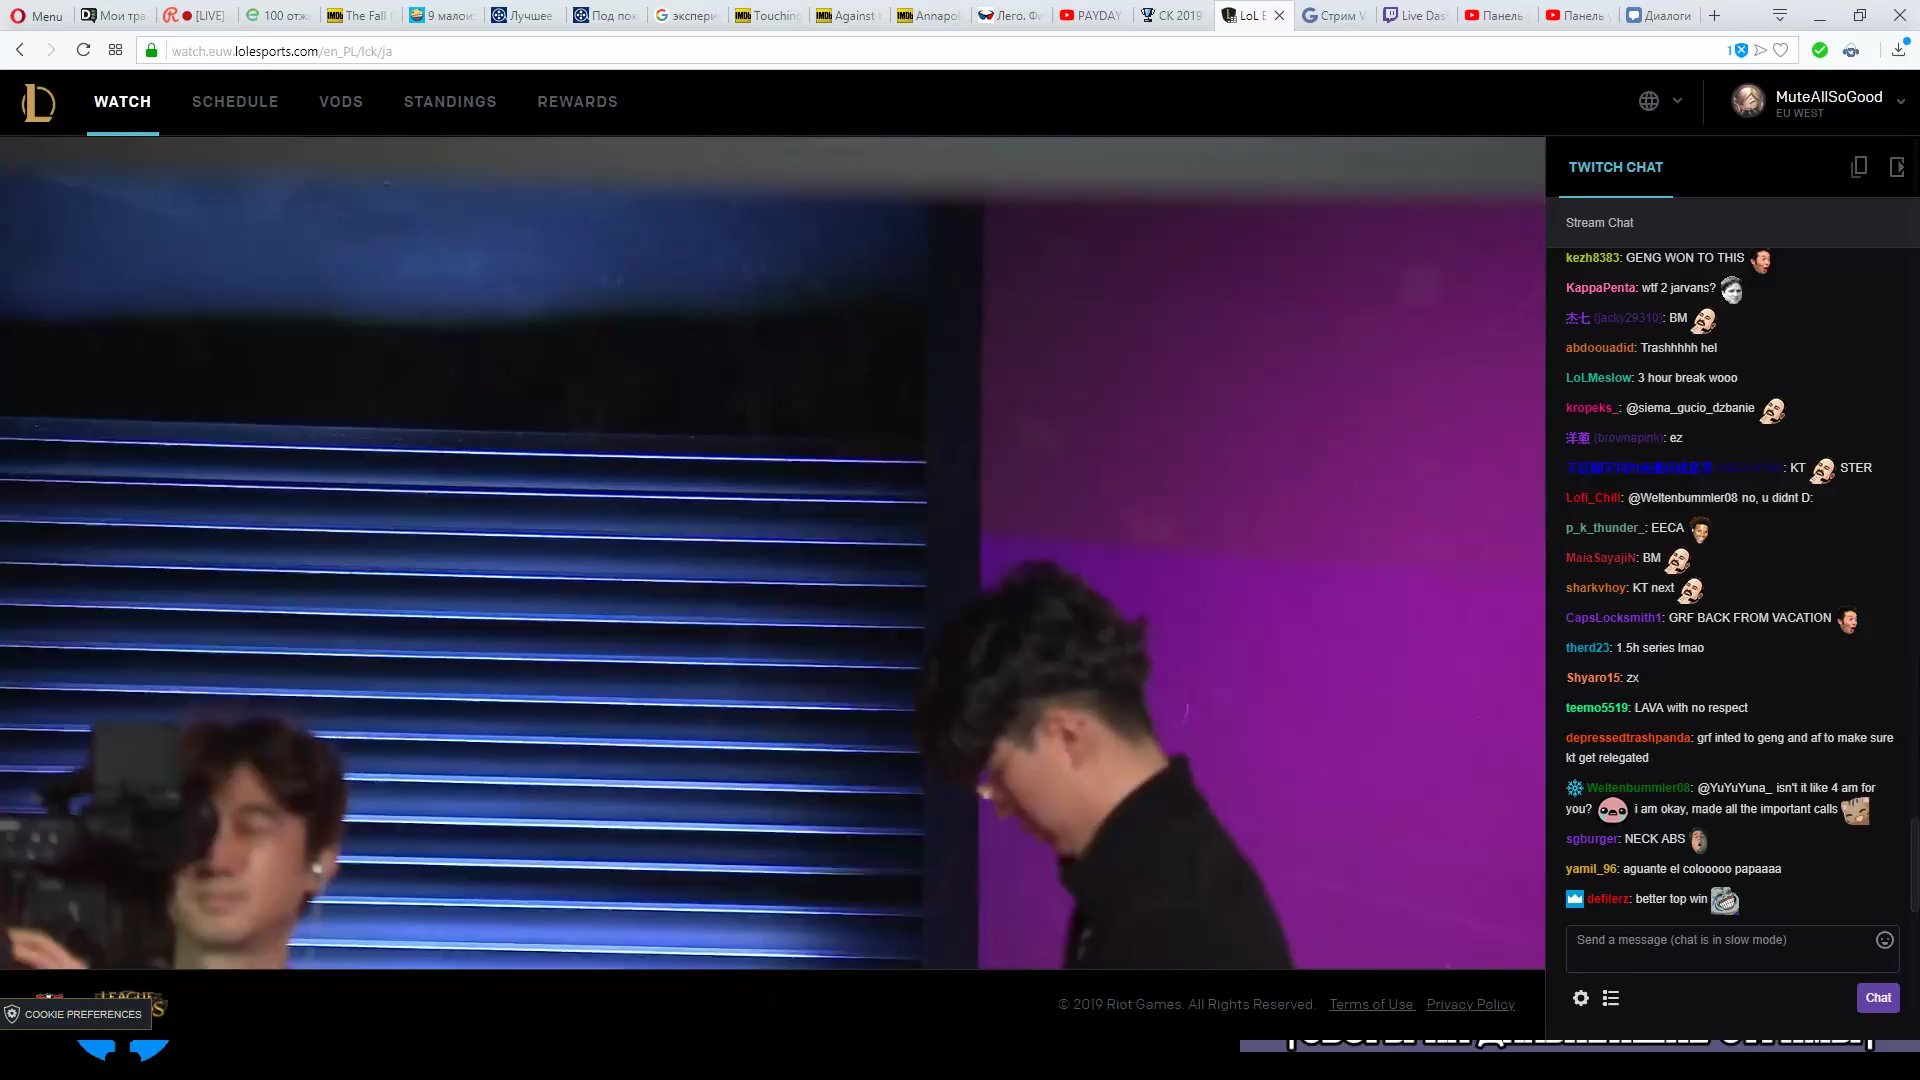 Menu
Мои тра
[LIVE]
100 отж
The Fall
9 малои
Лучшее
Под пок
экспери
Touching
Against
Annapol
Лего. Ф
PAYDAY
СК 2019
LoL E
Стрим V
Live Das
Панель
Панель
Диалоги
watch.euw.lolesports.com/en_PL/lck/ja
1
WATCH
SCHEDULE
VODS
STANDINGS
REWARDS
MuteAllSoGood
EU WEST
TWITCH CHAT
Stream Chat
kezh8383: GENG WON TO THIS
KappaPenta: wtf 2 jarvans?
杰七 (jacky29310): BM
abdoouadid: Trashhhhh hel
LoLMeslow: 3 hour break wooo
kropeks_: @siema_gucio_dzbanie
洋蔥 (brownapink): ez
: KT STER
Lofi_Chill: @Weltenbummler08 no, u didnt D:
p_k_thunder_: EECA
MaiaSayajiN: BM
sharkvhoy: KT next
CapsLocksmith1: GRF BACK FROM VACATION
therd23: 1.5h series lmao
Shyaro15: zx
teemo5519: LAVA with no respect
depressedtrashpanda: grf inted to geng and af to make sure
kt get relegated
Weltenbummler08: @YuYuYuna_ isn't it like 4 am for
you? i am okay, made all the important calls
sgburger: NECK ABS
yamil_96: aguante el colooooo papaaaa
defilerz: better top win
Send a message (chat is in slow mode)
Chat
© 2019 Riot Games. All Rights Reserved. Terms of Use Privacy Policy
COOKIE PREFERENCES